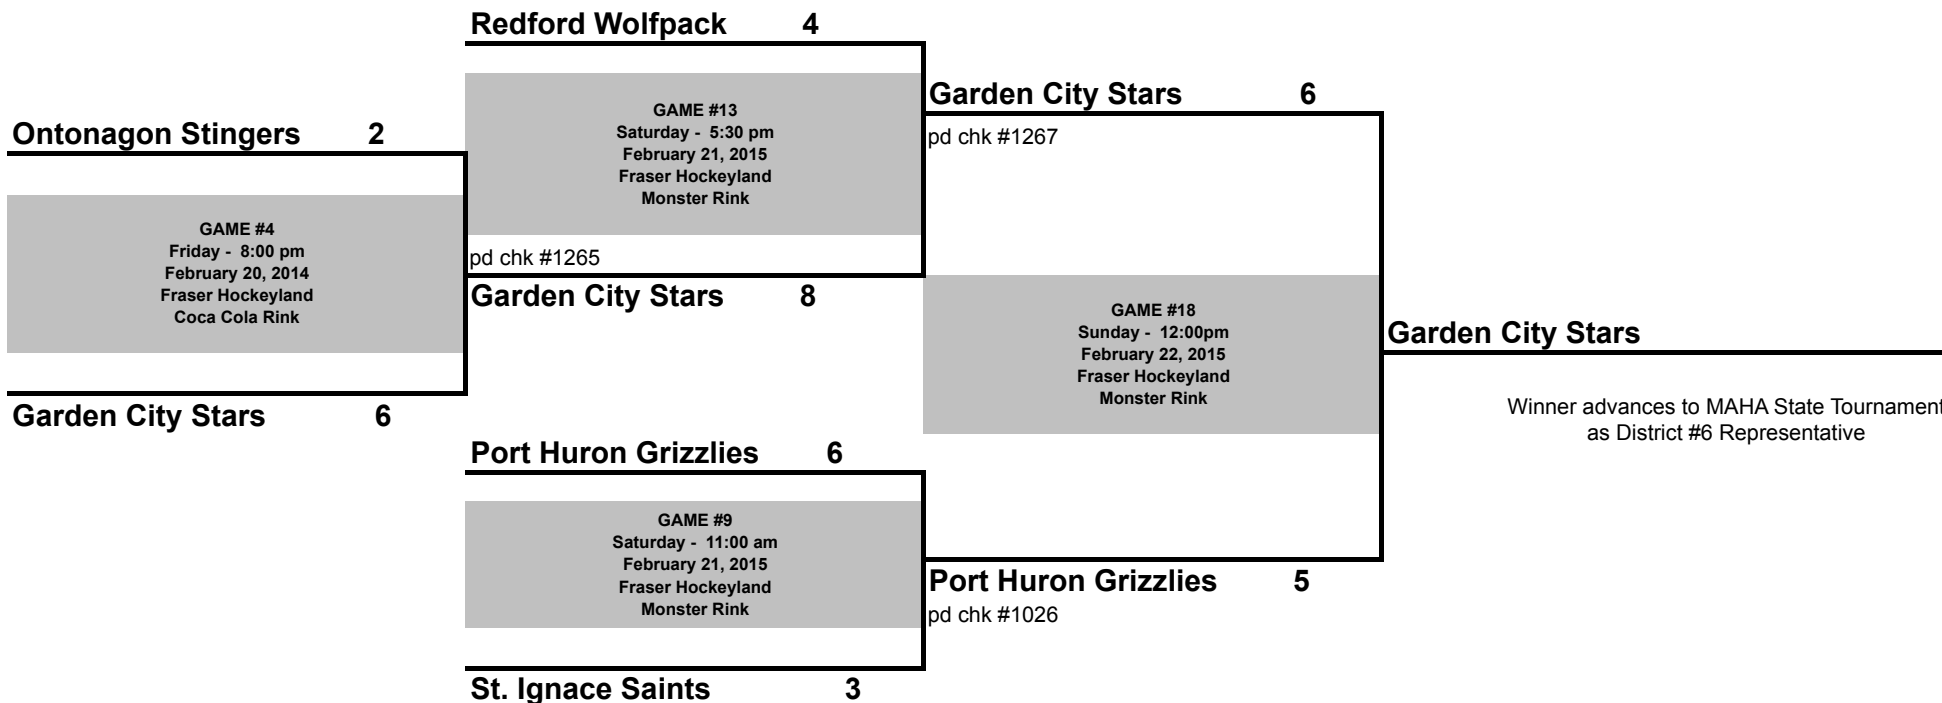 Redford Wolfpack 4
GAME #13
Saturday - 5:30 pm
February 21, 2015
Fraser Hockeyland
Monster Rink
Garden City Stars 6
pd chk #1267
Ontonagon Stingers 2
GAME #4
Friday - 8:00 pm
February 20, 2014
Fraser Hockeyland
Coca Cola Rink
pd chk #1265
Garden City Stars 8
GAME #18
Sunday - 12:00pm
February 22, 2015
Fraser Hockeyland
Monster Rink
Garden City Stars
Winner advances to MAHA State Tournament
as District #6 Representative
Garden City Stars 6
Port Huron Grizzlies 6
GAME #9
Saturday - 11:00 am
February 21, 2015
Fraser Hockeyland
Monster Rink
Port Huron Grizzlies 5
pd chk #1026
St. Ignace Saints 3